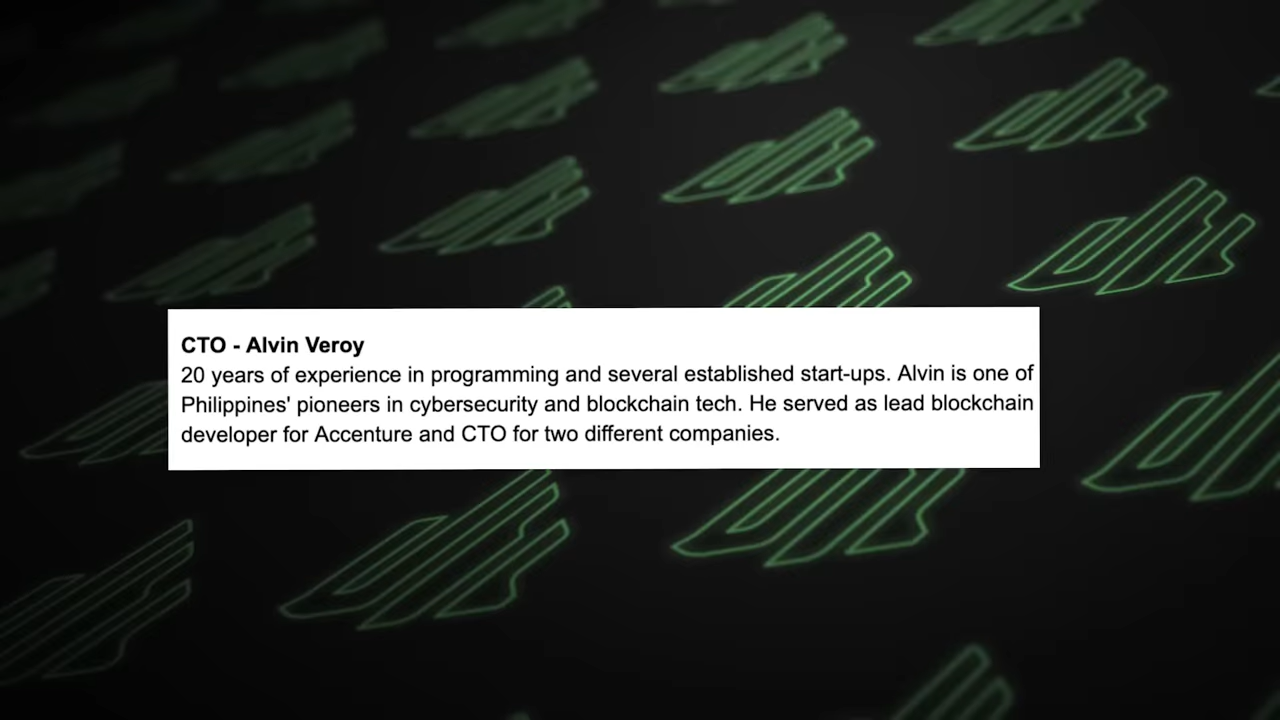 CTO - Alvin Veroy
20 years of experience in programming and several established start-ups. Alvin is one of
Philippines' pioneers in cybersecurity and blockchain tech. He served as lead blockchain
developer for Accenture and CTO for two different companies.